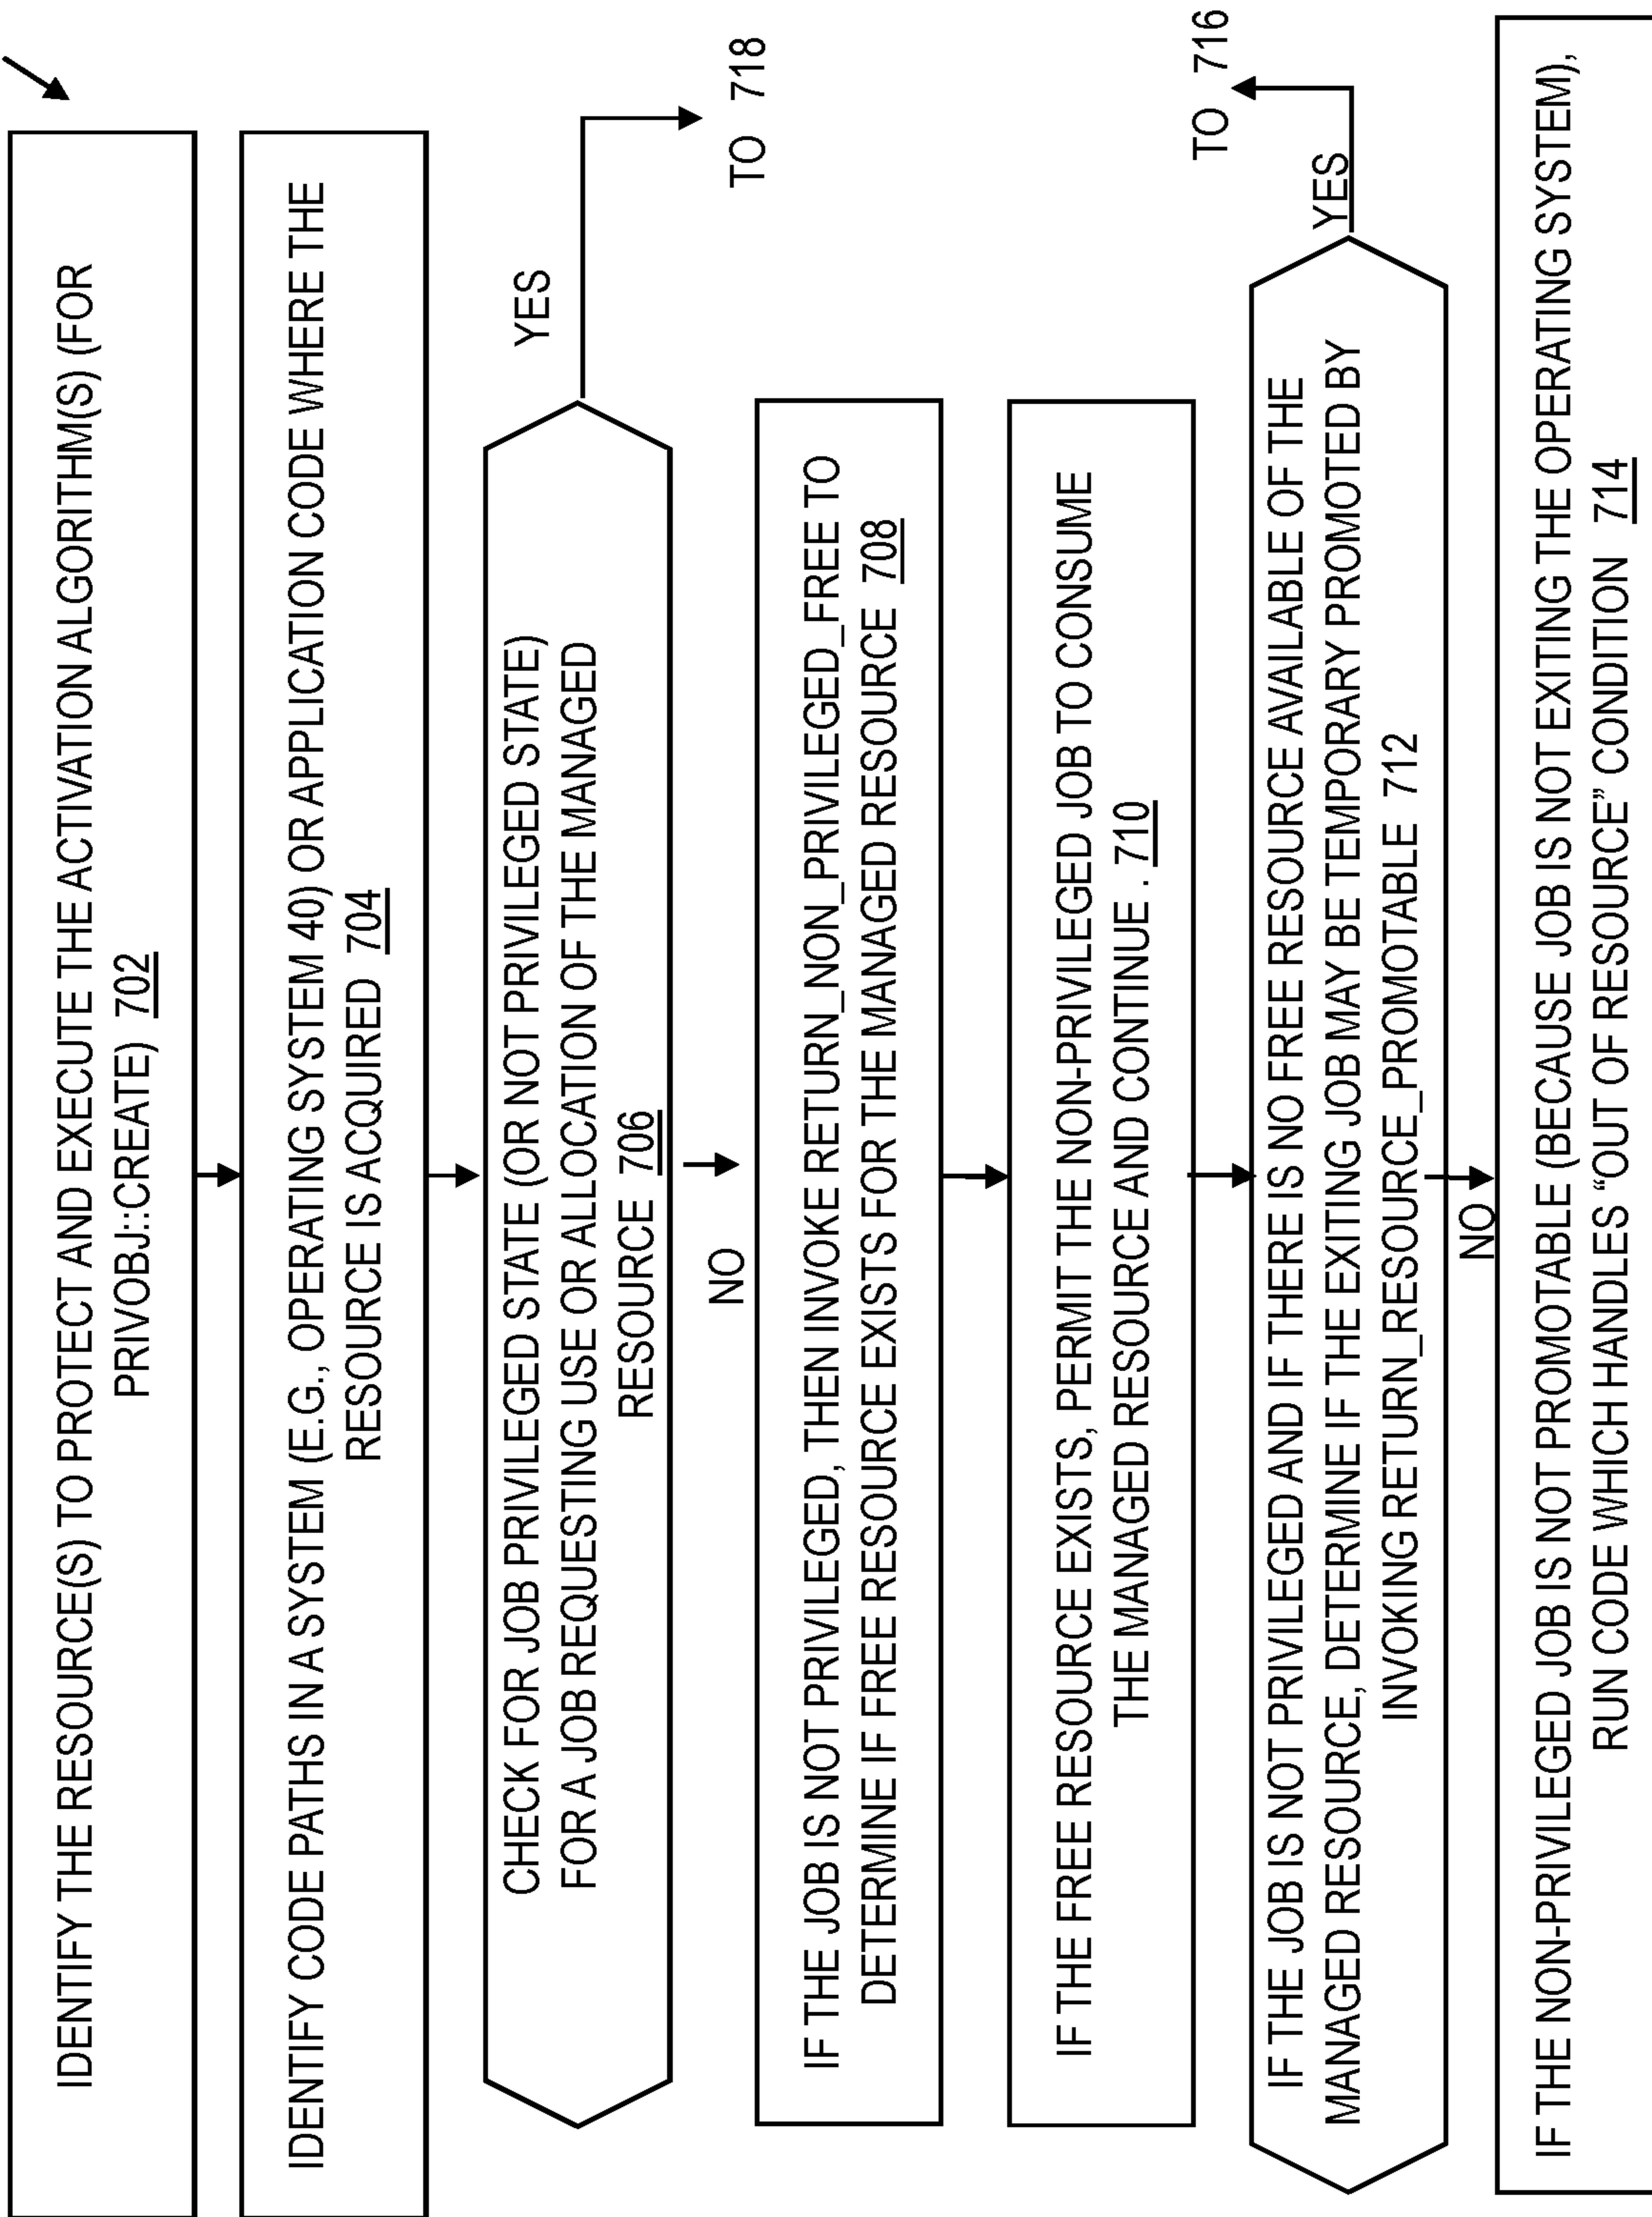 IDENTIFY THE RESOURCE(S) TO PROTECT AND EXECUTE THE ACTIVATION ALGORITHM(S) (FOR
PRIVOBJ::CREATE) 702
IDENTIFY CODE PATHS IN A SYSTEM (E.G., OPERATING SYSTEM 40) OR APPLICATION CODE WHERE THE
RESOURCE IS ACQUIRED 704
CHECK FOR JOB PRIVILEGED STATE (OR NOT PRIVILEGED STATE)
FOR A JOB REQUESTING USE OR ALLOCATION OF THE MANAGED
RESOURCE 706
YES
TO 718
NO
IF THE JOB IS NOT PRIVILEGED, THEN INVOKE RETURN_NON_PRIVILEGED_FREE TO
DETERMINE IF FREE RESOURCE EXISTS FOR THE MANAGED RESOURCE 708
IF THE FREE RESOURCE EXISTS, PERMIT THE NON-PRIVILEGED JOB TO CONSUME
THE MANAGED RESOURCE AND CONTINUE . 710
IF THE JOB IS NOT PRIVILEGED AND IF THERE IS NO FREE RESOURCE AVAILABLE OF THE
MANAGED RESOURCE, DETERMINE IF THE EXITING JOB MAY BE TEMPORARY PROMOTED BY
INVOKING RETURN_RESOURCE_PROMOTABLE 712
YES
TO 716
NO
IF THE NON-PRIVILEGED JOB IS NOT PROMOTABLE (BECAUSE JOB IS NOT EXITING THE OPERATING SYSTEM),
RUN CODE WHICH HANDLES “OUT OF RESOURCE” CONDITION 714